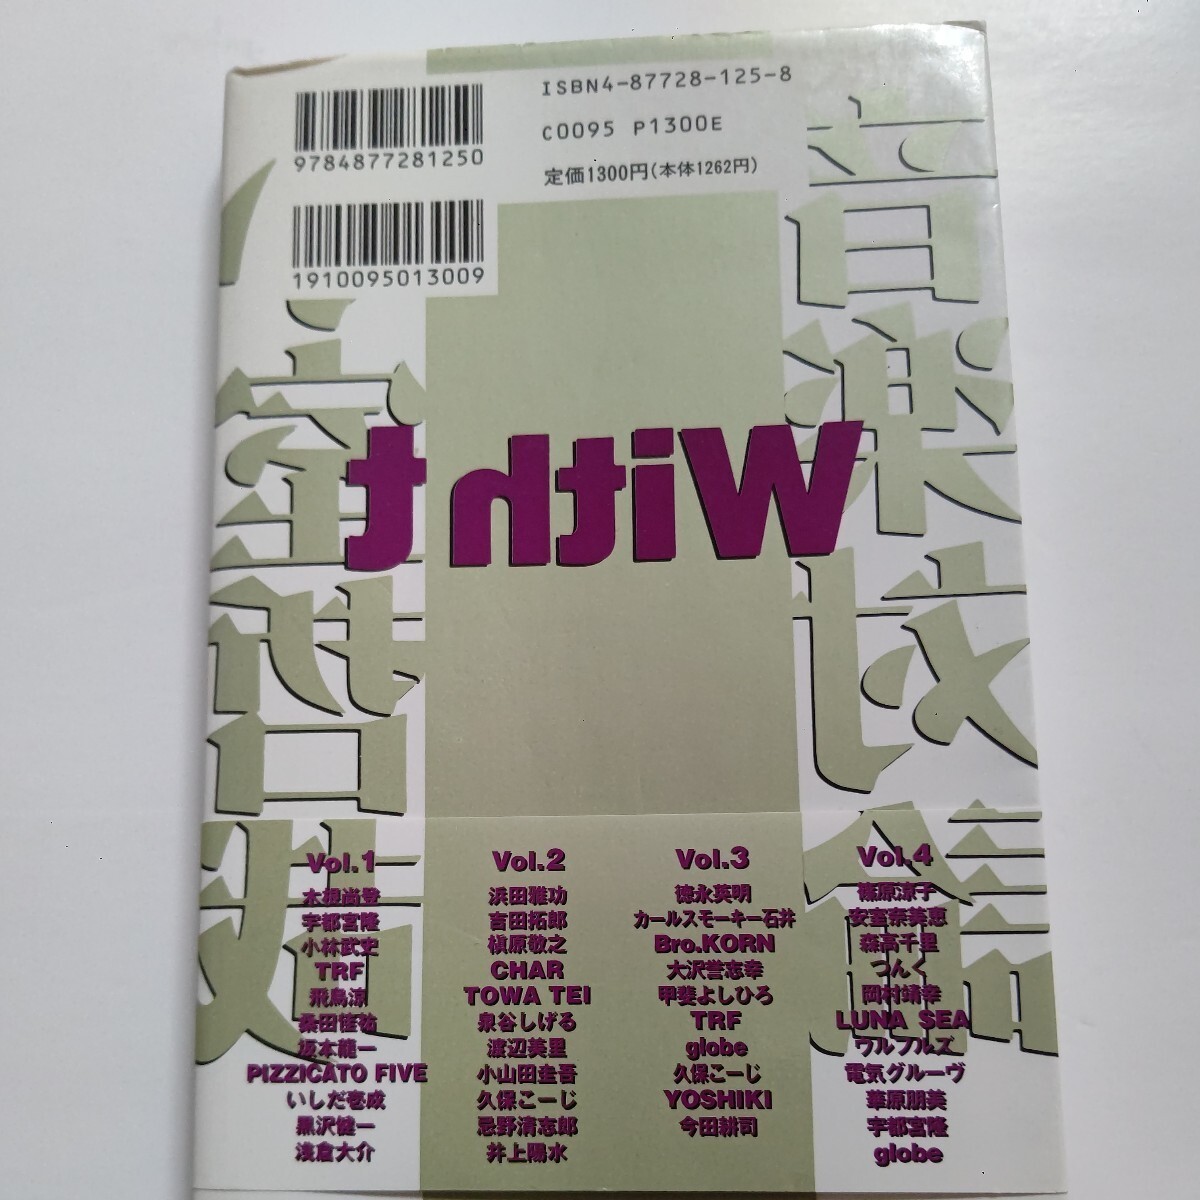 ISBN4-87728-125-8
C0095 P1300E
定価1300円(本体1262円)
9784877281250
1910095013009
With t
音楽対論
小室哲哉
Vol.1
木根尚登
宇都宮隆
小林武史
TRF
飛鳥涼
桑田佳祐
坂本龍一
PIZZICATO FIVE
いしだ壱成
黒沢健一
浅倉大介
Vol.2
浜田雅功
吉田拓郎
槇原敬之
CHAR
TOWA TEI
泉谷しげる
渡辺美里
小山田圭吾
久保こーじ
忌野清志郎
井上陽水
Vol.3
徳永英明
カールスモーキー石井
Bro.KORN
大沢誉志幸
甲斐よしひろ
TRF
globe
久保こーじ
YOSHIKI
今田耕司
Vol.4
篠原涼子
安室奈美恵
森高千里
つんく
岡村靖幸
LUNA SEA
ウルフルズ
電気グルーヴ
華原朋美
宇都宮隆
globe